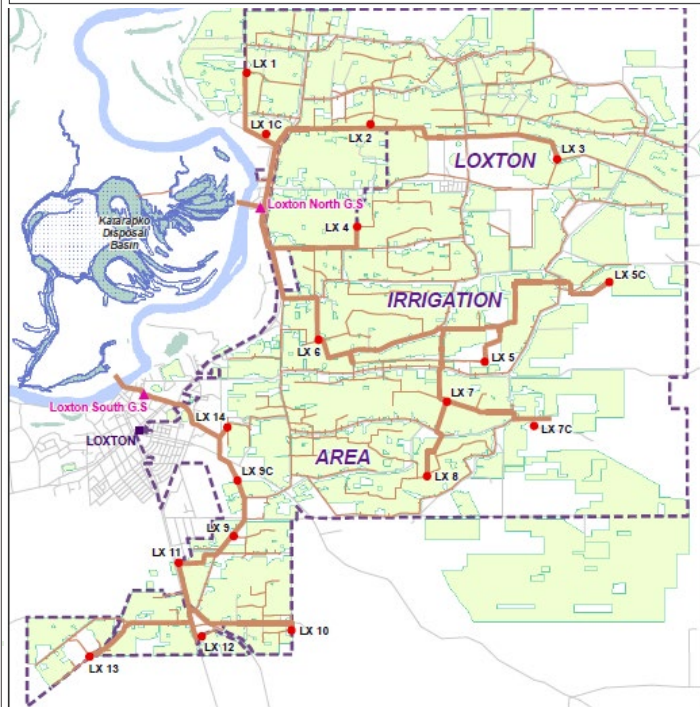 LX 1
LX 1C
LX 2
LX 3
LOXTON
Loxton North G.S
LX 4
Katarapko
Disposal
Basin
LX 5C
IRRIGATION
LX 6
LX 5
LX 7
Loxton South G.S
LX 14
LX 7C
LOXTON
AREA
LX 9C
LX 8
LX 9
LX 11
LX 10
LX 12
LX 13